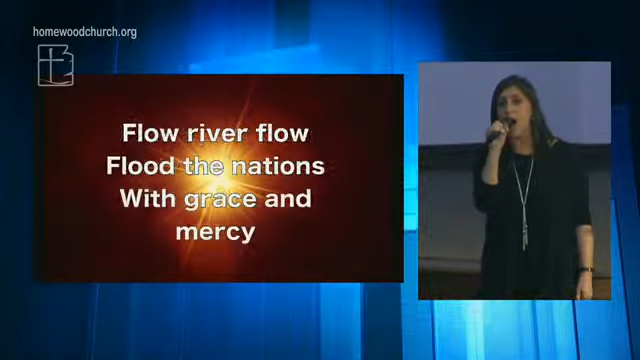 homewoodchurch.org
Flow river flow
Flood the nations
With grace and
mercy